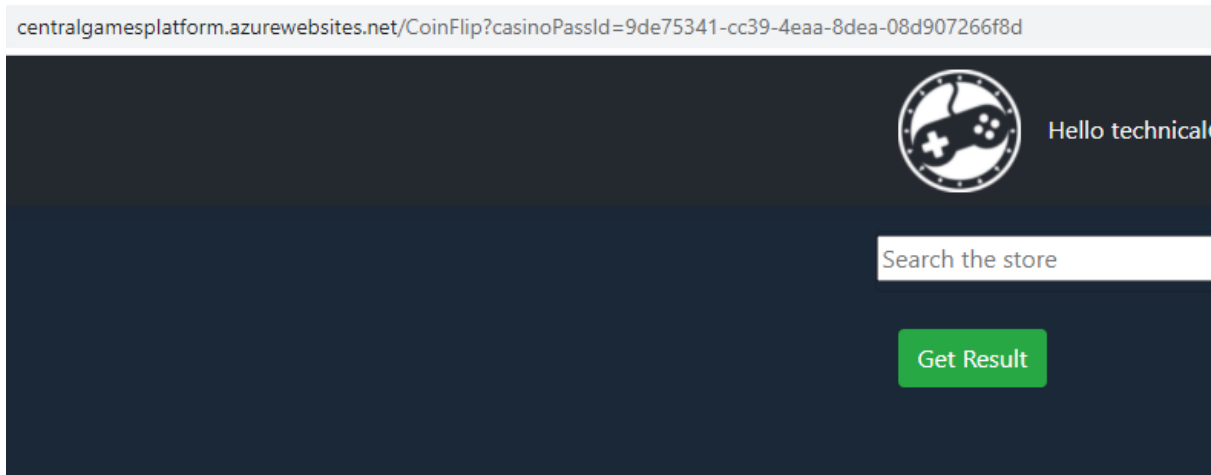 centralgamesplatform.azurewebsites.net/CoinFlip?casinoPassId=9de75341-cc39-4eaa-8dea-08d907266f8d
Hello technical
Search the store
Get Result